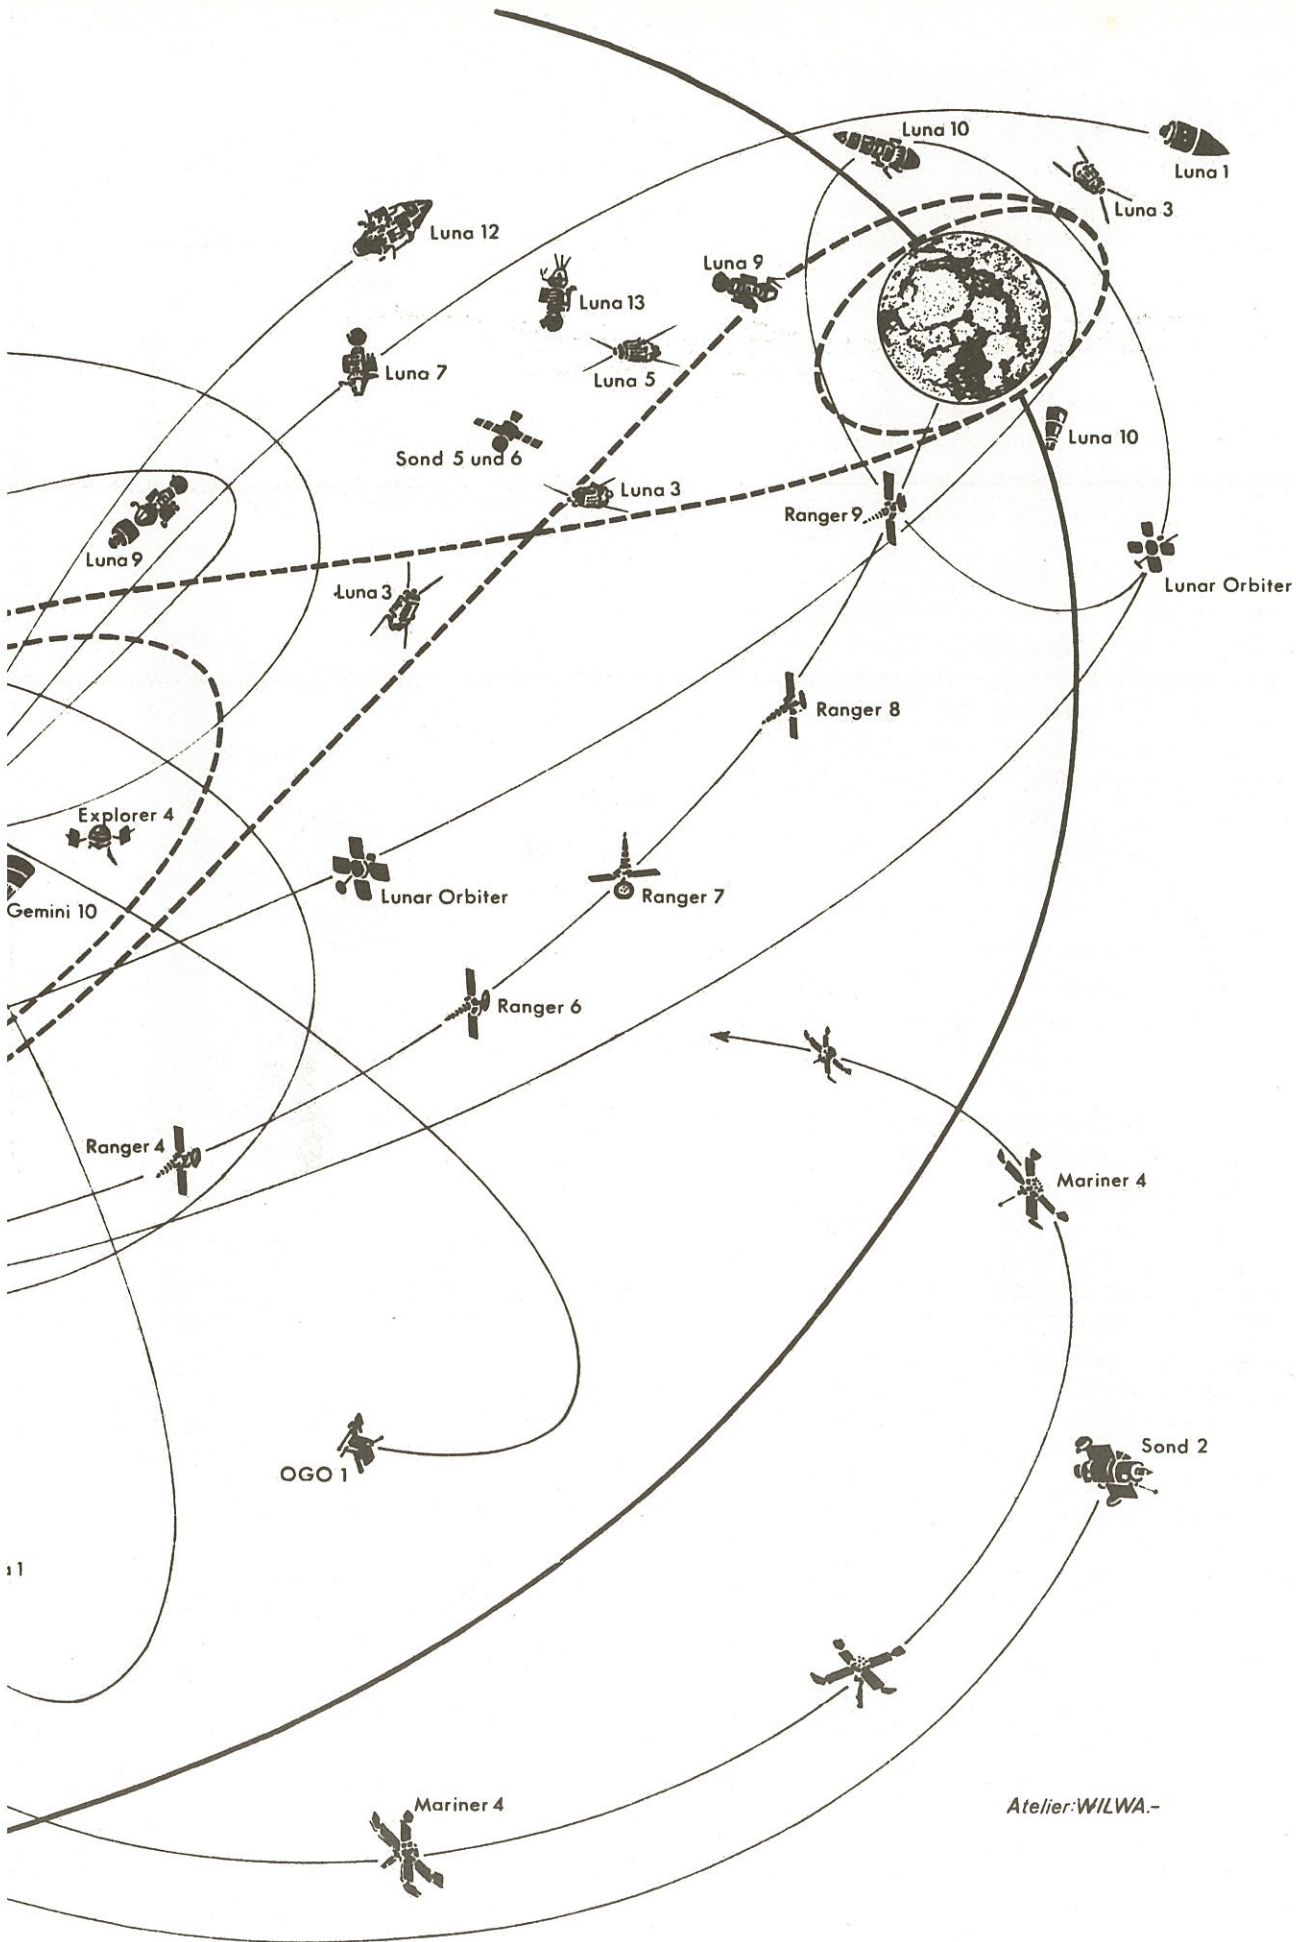 Luna 10
Luna 1
Luna 3
Luna 12
Luna 9
Luna 13
Luna 7
Luna 5
Luna 10
Sond 5 und 6
Luna 3
Ranger 9
Luna 9
Lunar Orbiter
Luna 3
Ranger 8
Explorer 4
Lunar Orbiter
Ranger 7
Gemini 10
Ranger 6
Ranger 4
Mariner 4
Sond 2
OGO 1
1
Mariner 4
Atelier:WILWA.-